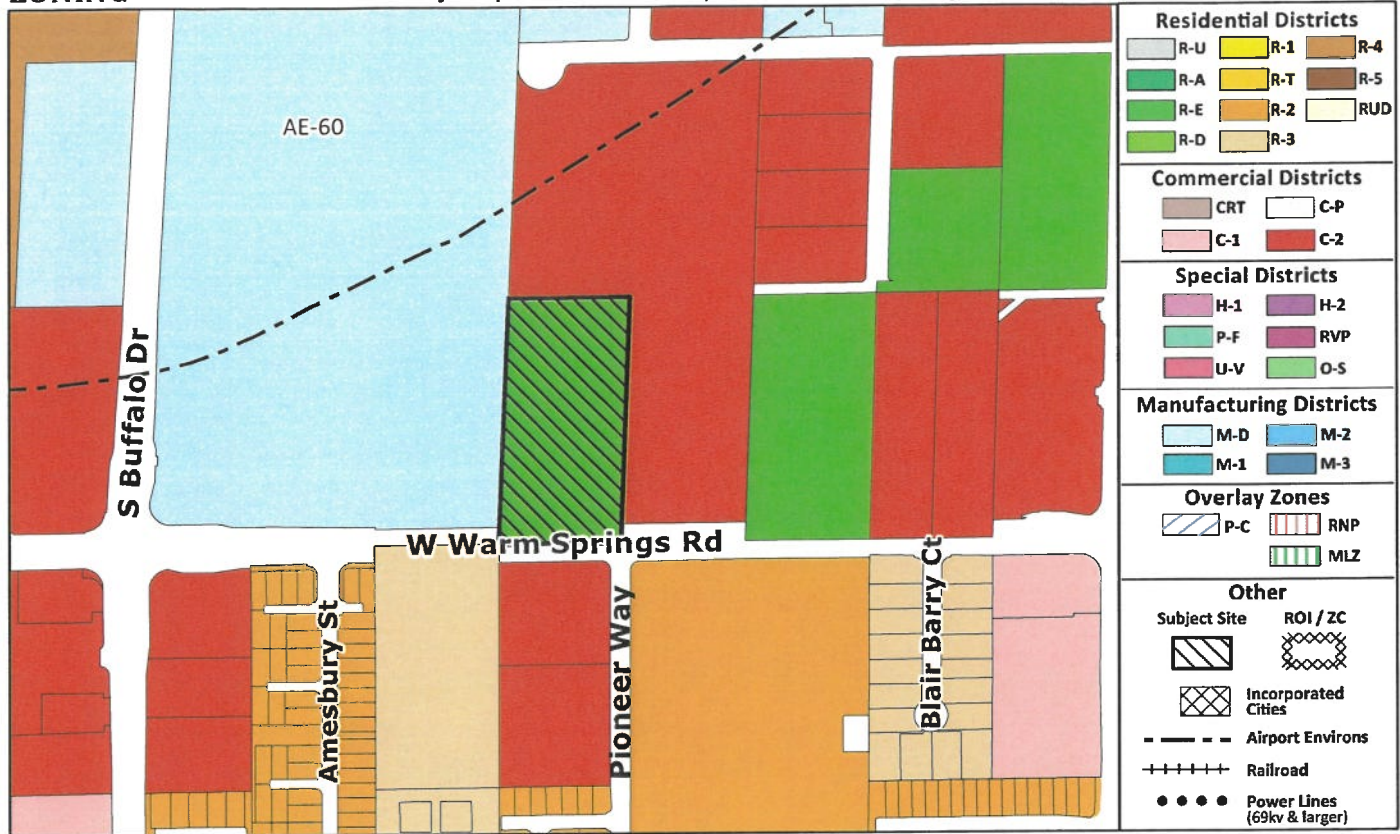 AE-60
S Buffalo Dr
W Warm Springs Rd
Amesbury St
Pioneer Way
Blair Barry Ct
Residential Districts
R-U R-1 R-4
R-A R-T R-5
R-E R-2 RUD
R-D R-3
Commercial Districts
CRT C-P
C-1 C-2
Special Districts
H-1 H-2
P-F RVP
U-V O-S
Manufacturing Districts
M-D M-2
M-1 M-3
Overlay Zones
P-C RNP
MLZ
Other
Subject Site ROI / ZC
Incorporated
Cities
Airport Environs
Railroad
Power Lines
(69kv & larger)